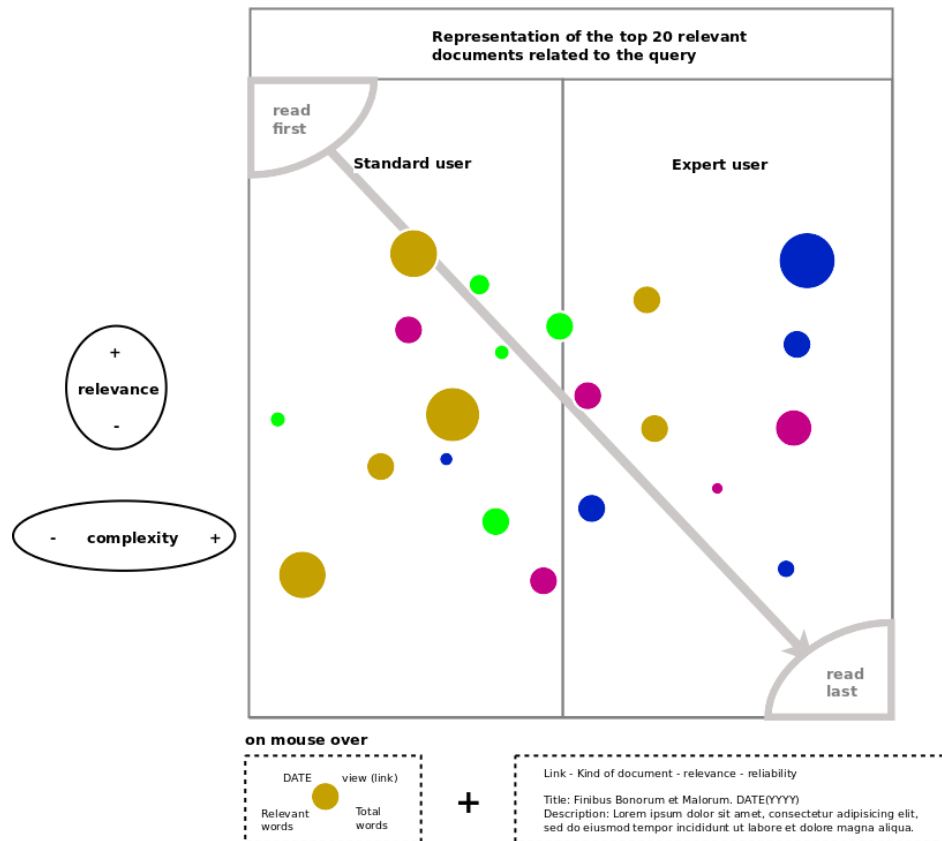 Representation of the top 20 relevant
documents related to the query
read
first
Standard user
Expert user
+
relevance
-
- complexity +
read
last
on mouse over
DATE view (link)
Relevant
words
Total
words
+
Link - Kind of document - relevance - reliability
Title: Finibus Bonorum et Malorum. DATE(YYYY)
Description: Lorem ipsum dolor sit amet, consectetur adipisicing elit,
sed do eiusmod tempor incididunt ut labore et dolore magna aliqua.